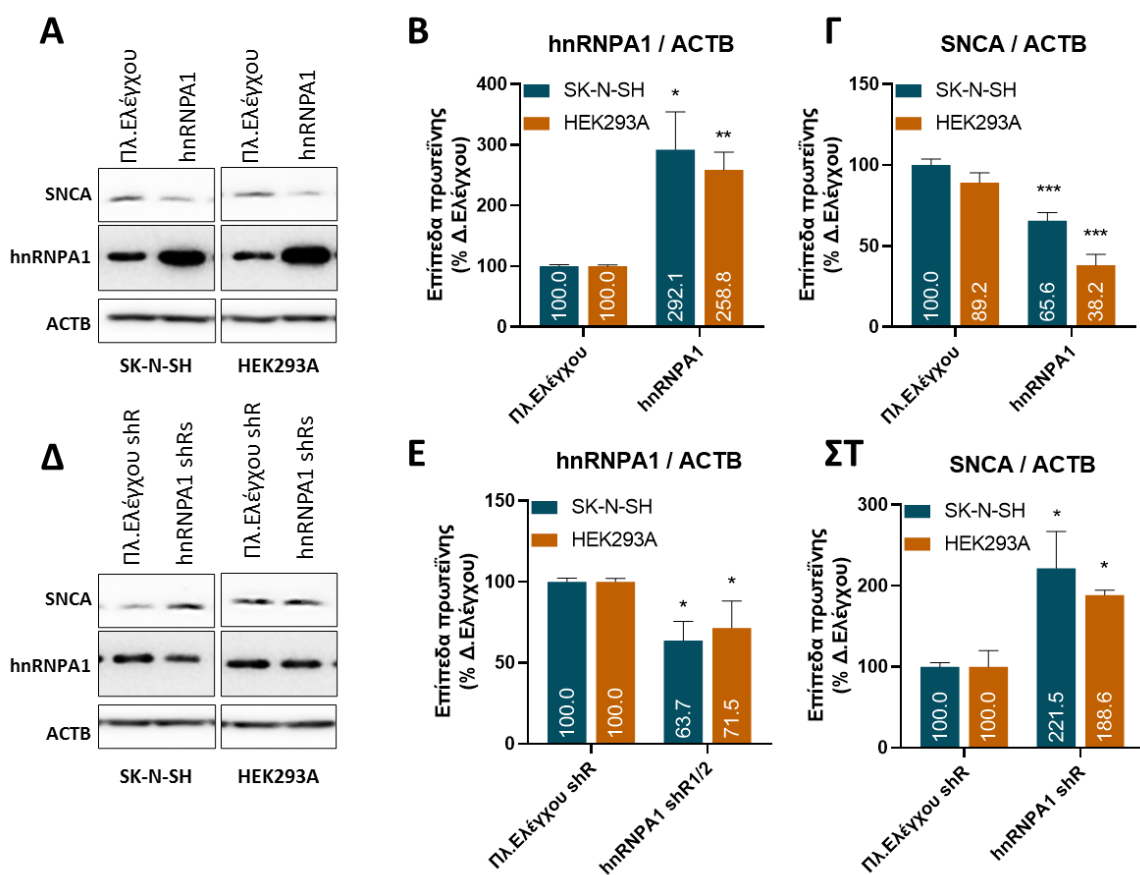 Α
Πλ.Ελέγχου
hnRNPA1
Πλ.Ελέγχου
hnRNPA1
SNCA
hnRNPA1
ACTB
SK-N-SH
HEK293A
Β
hnRNPA1 / ACTB
Επίπεδα πρωτεΐνης
(% Δ.Ελέγχου)
400
300
200
100
0
SK-N-SH
HEK293A
*
**
100.0
100.0
292.1
258.8
Πλ.Ελέγχου
hnRNPA1
Γ
SNCA / ACTB
Επίπεδα πρωτεΐνης
(% Δ.Ελέγχου)
150
100
50
0
SK-N-SH
HEK293A
***
***
100.0
89.2
65.6
38.2
Πλ.Ελέγχου
hnRNPA1
Δ
Πλ.Ελέγχου shR
hnRNPA1 shRs
Πλ.Ελέγχου shR
hnRNPA1 shRs
SNCA
hnRNPA1
ACTB
SK-N-SH
HEK293A
Ε
hnRNPA1 / ACTB
Επίπεδα πρωτεΐνης
(% Δ.Ελέγχου)
150
100
50
0
SK-N-SH
HEK293A
*
*
100.0
100.0
63.7
71.5
Πλ.Ελέγχου shR
hnRNPA1 shR1/2
ΣΤ
SNCA / ACTB
Επίπεδα πρωτεΐνης
(% Δ.Ελέγχου)
300
200
100
0
SK-N-SH
HEK293A
*
*
100.0
100.0
221.5
188.6
Πλ.Ελέγχου shR
hnRNPA1 shR